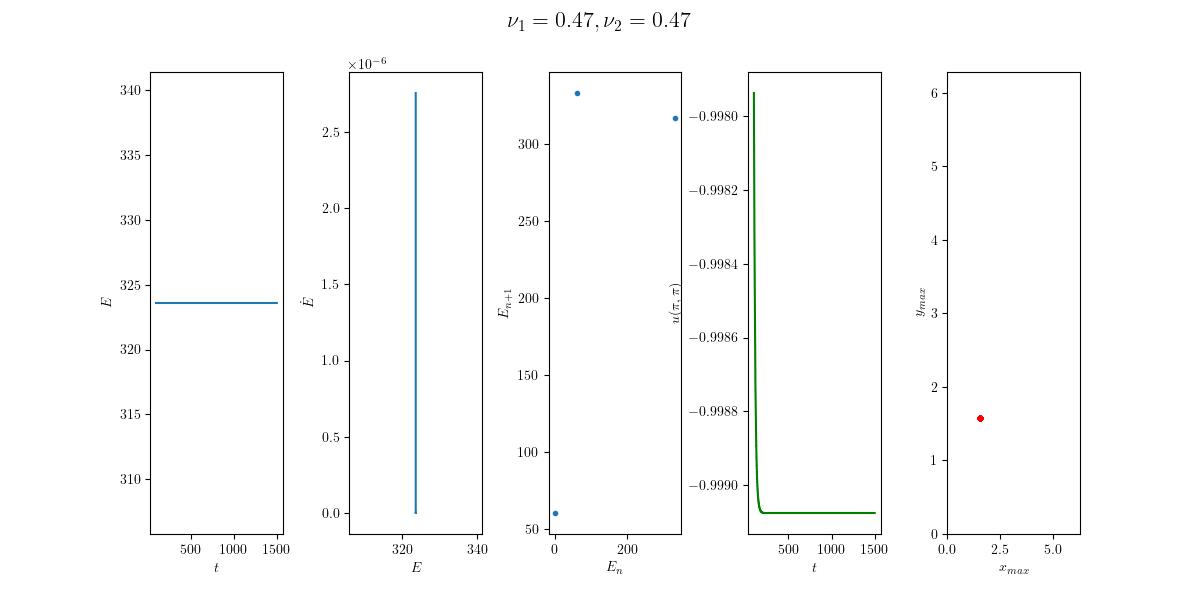 ν₁ = 0.47, ν₂ = 0.47
340
335
330
325
320
315
310
E
500 1000 1500
t
×10⁻⁶
2.5
2.0
1.5
1.0
0.5
0.0
Ė
320 340
E
300
250
200
150
100
50
Eₙ₊₁
0 200
Eₙ
−0.9980
−0.9982
−0.9984
−0.9986
−0.9988
−0.9990
u(π, π)
500 1000 1500
t
6
5
4
3
2
1
0
y_max
0.0 2.5 5.0
x_max